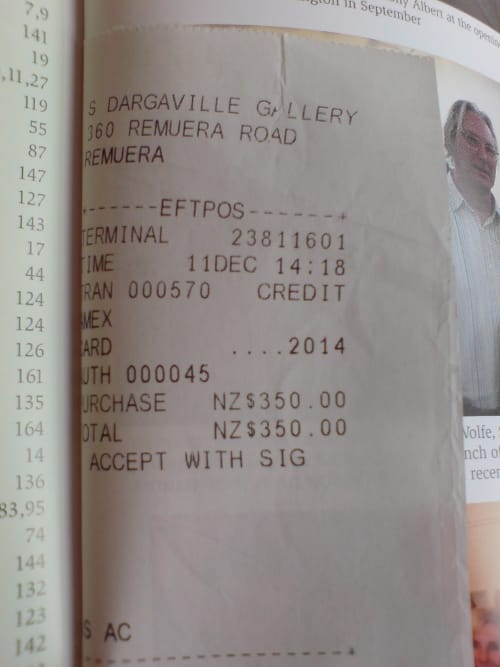 7,9
141
19
,11,27
119
55
87
147
127
143
17
44
124
124
126
161
135
164
14
136
83,95
74
144
132
123
142
S DARGAVILLE GALLERY
360 REMUERA ROAD
REMUERA
-------EFTPOS-------+
TERMINAL 23811601
TIME 11DEC 14:18
TRAN 000570 CREDIT
AMEX
CARD ....2014
UTH 000045
PURCHASE NZ$350.00
TOTAL NZ$350.00
ACCEPT WITH SIG
S AC
--------------------+
Albert at the opening
in September
Wolfe,
nch of
recen